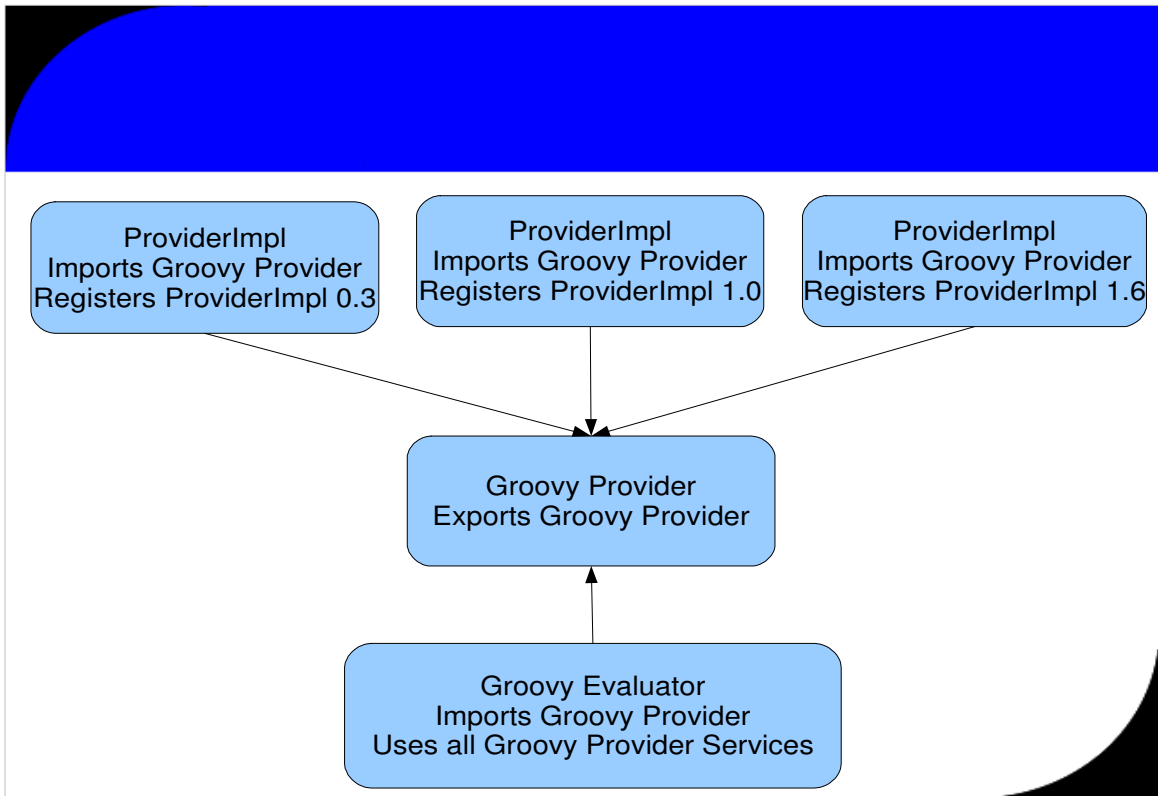 ProviderImpl
Imports Groovy Provider
Registers ProviderImpl 0.3
ProviderImpl
Imports Groovy Provider
Registers ProviderImpl 1.0
ProviderImpl
Imports Groovy Provider
Registers ProviderImpl 1.6
Groovy Provider
Exports Groovy Provider
Groovy Evaluator
Imports Groovy Provider
Uses all Groovy Provider Services